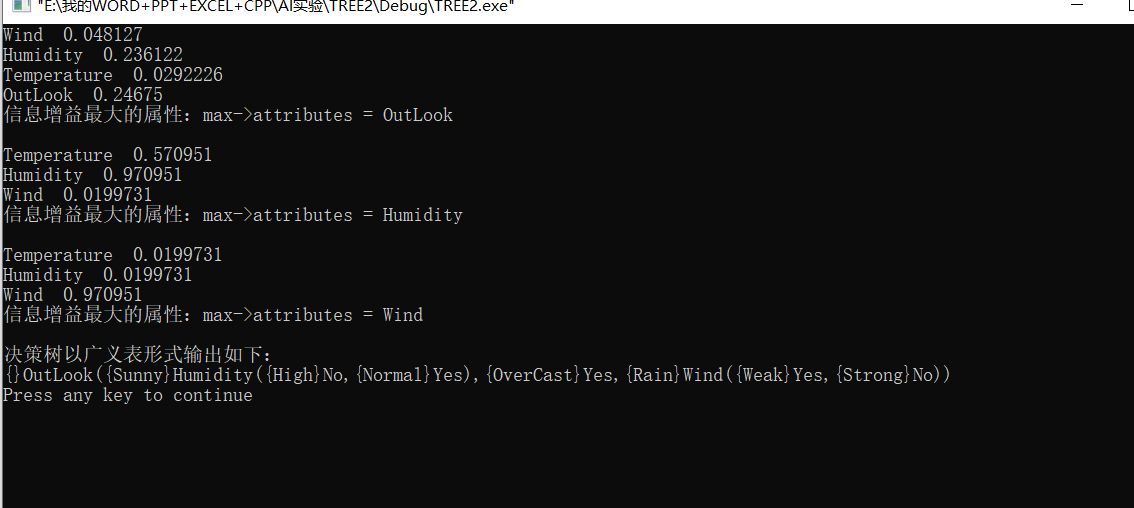 "E:\我的WORD+PPT+EXCEL+CPP\AI实验\TREE2\Debug\TREE2.exe"
Wind  0.048127
Humidity  0.236122
Temperature  0.0292226
OutLook  0.24675
信息增益最大的属性：max->attributes = OutLook
Temperature  0.570951
Humidity  0.970951
Wind  0.0199731
信息增益最大的属性：max->attributes = Humidity
Temperature  0.0199731
Humidity  0.0199731
Wind  0.970951
信息增益最大的属性：max->attributes = Wind
决策树以广义表形式输出如下：
{}OutLook({Sunny}Humidity({High}No,{Normal}Yes),{OverCast}Yes,{Rain}Wind({Weak}Yes,{Strong}No))
Press any key to continue